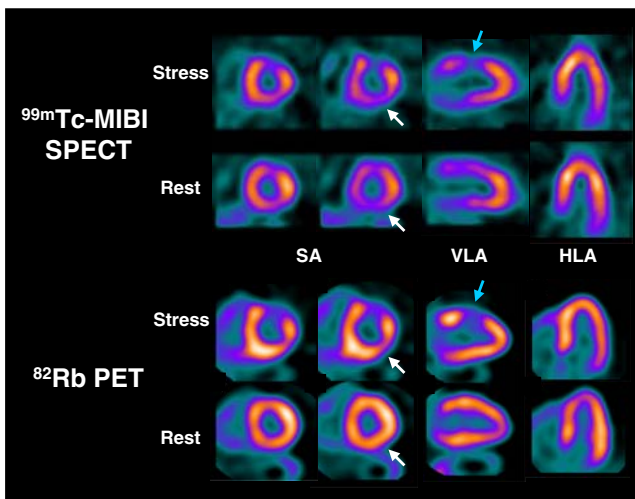 Stress
⁹⁹ᵐTc-MIBI
SPECT
Rest
SA VLA HLA
Stress
⁸²Rb PET
Rest